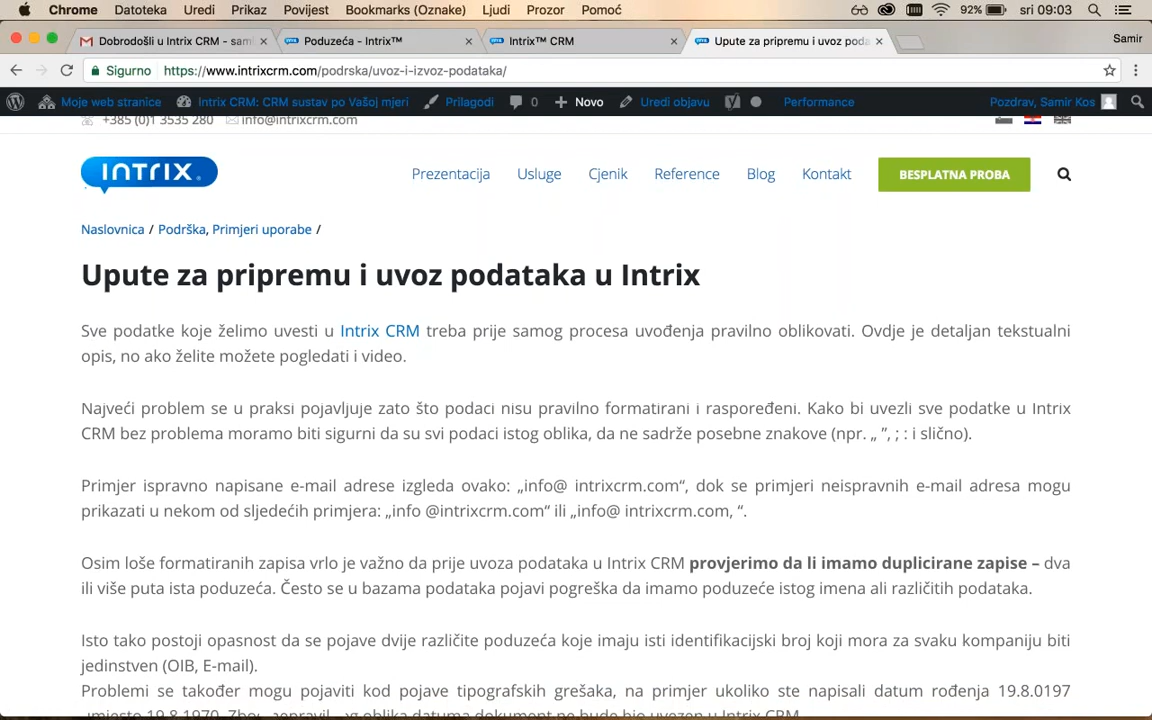 Chrome Datoteka Uredi Prikaz Povijest Bookmarks (Oznake) Ljudi Prozor Pomoć 92% sri 09:03
Dobrodošli u Intrix CRM - sam Poduzeća - Intrix™ Intrix™ CRM Upute za pripremu i uvoz poda Samir
Sigurno https://www.intrixcrm.com/podrska/uvoz-i-izvoz-podataka/
Moje web stranice Intrix CRM: CRM sustav po Vašoj mjeri Prilagodi 0 Novo Uredi objavu Performance Pozdrav, Samir Kos
+385 (0)1 3535 280 info@intrixcrm.com
INTRIX Prezentacija Usluge Cjenik Reference Blog Kontakt BESPLATNA PROBA
Naslovnica / Podrška, Primjeri uporabe /
Upute za pripremu i uvoz podataka u Intrix
Sve podatke koje želimo uvesti u Intrix CRM treba prije samog procesa uvođenja pravilno oblikovati. Ovdje je detaljan tekstualni
opis, no ako želite možete pogledati i video.
Najveći problem se u praksi pojavljuje zato što podaci nisu pravilno formatirani i raspoređeni. Kako bi uvezli sve podatke u Intrix
CRM bez problema moramo biti sigurni da su svi podaci istog oblika, da ne sadrže posebne znakove (npr. „ ”, ; : i slično).
Primjer ispravno napisane e-mail adrese izgleda ovako: „info@ intrixcrm.com“, dok se primjeri neispravnih e-mail adresa mogu
prikazati u nekom od sljedećih primjera: „info @intrixcrm.com“ ili „info@ intrixcrm.com, “.
Osim loše formatiranih zapisa vrlo je važno da prije uvoza podataka u Intrix CRM provjerimo da li imamo duplicirane zapise – dva
ili više puta ista poduzeća. Često se u bazama podataka pojavi pogreška da imamo poduzeće istog imena ali različitih podataka.
Isto tako postoji opasnost da se pojave dvije različite poduzeća koje imaju isti identifikacijski broj koji mora za svaku kompaniju biti
jedinstven (OIB, E-mail).
Problemi se također mogu pojaviti kod pojave tipografskih grešaka, na primjer ukoliko ste napisali datum rođenja 19.8.0197
umjesto 19.8.1970. oblika datuma dokument ne bude bio uvezen u Intrix CRM.